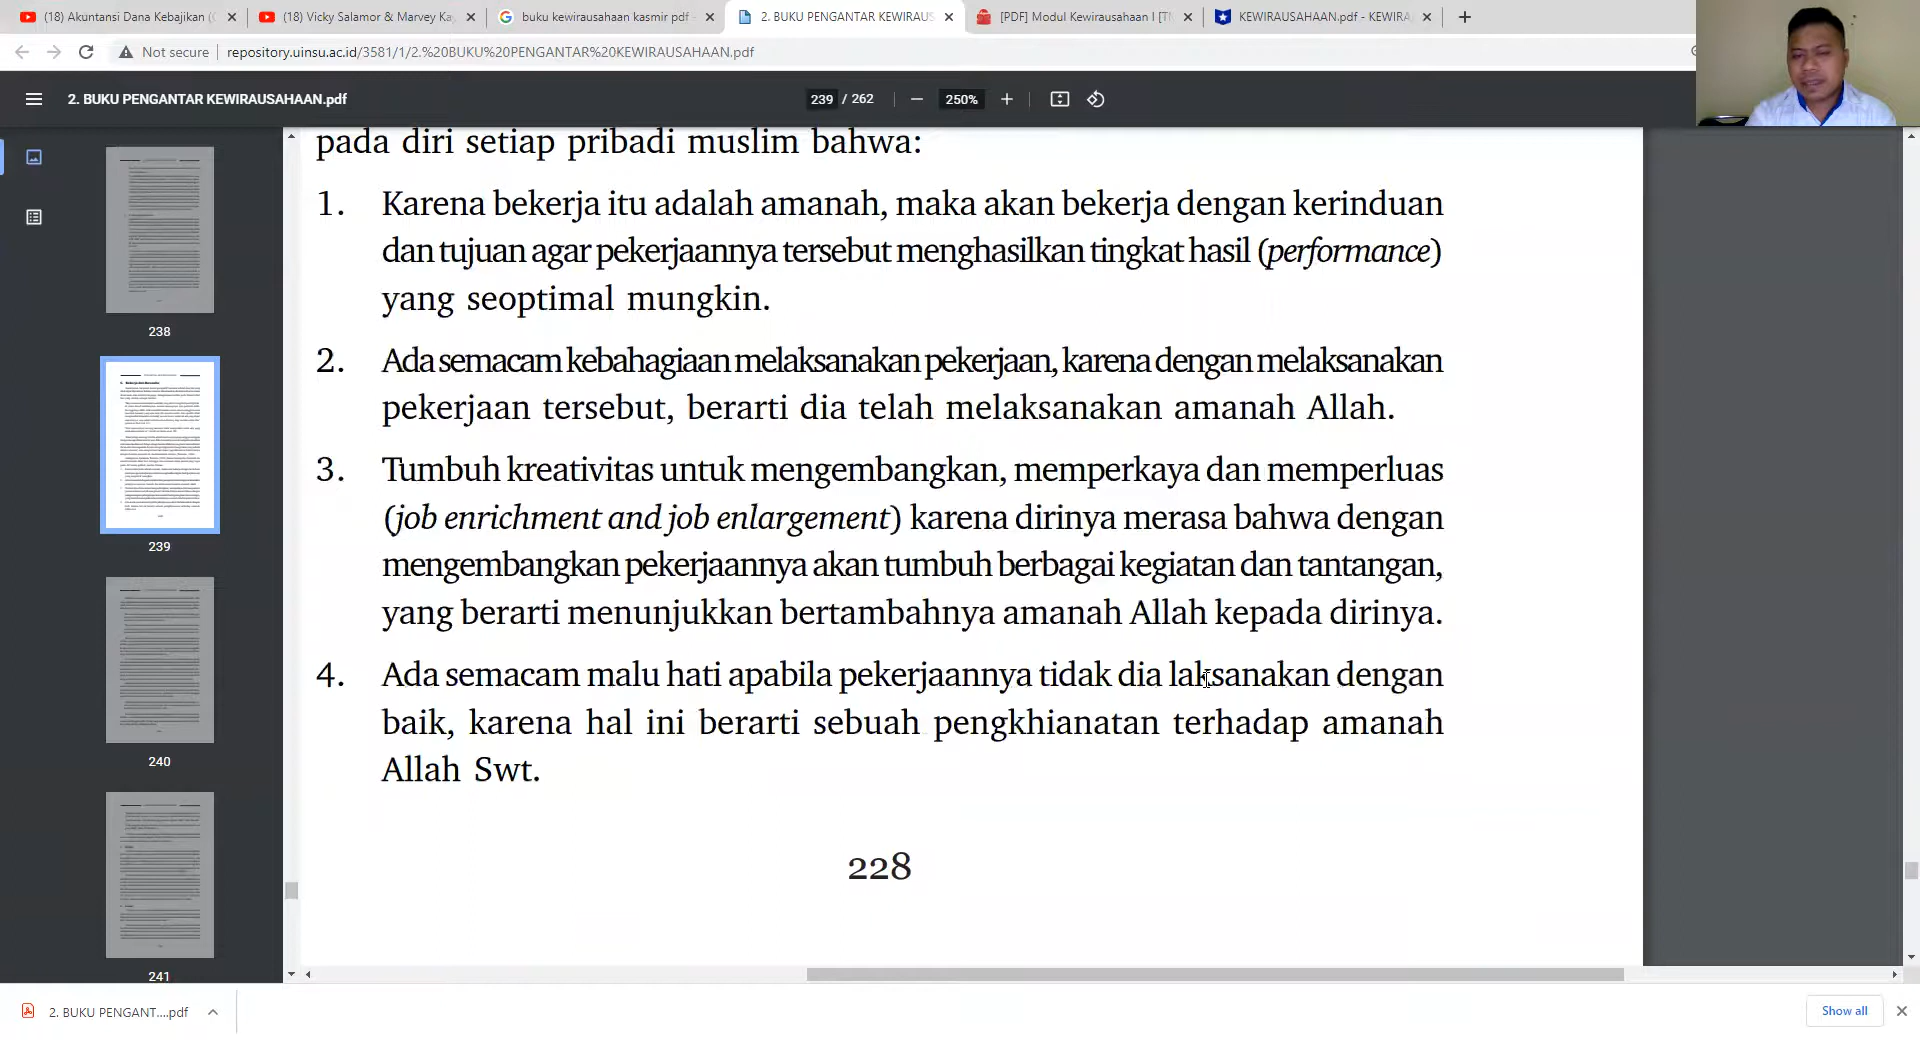 (18) Akuntansi Dana Kebajikan (
(18) Vicky Salamor & Marvey Ka
buku kewirausahaan kasmir pdf -
2. BUKU PENGANTAR KEWIRAUS
[PDF] Modul Kewirausahaan I [T
KEWIRAUSAHAAN.pdf - KEWIRA
Not secure
repository.uinsu.ac.id/3581/1/2.%20BUKU%20PENGANTAR%20KEWIRAUSAHAAN.pdf
2. BUKU PENGANTAR KEWIRAUSAHAAN.pdf
239 / 262
250%
238
239
240
241
pada diri setiap pribadi muslim bahwa:
1. Karena bekerja itu adalah amanah, maka akan bekerja dengan kerinduan
dan tujuan agar pekerjaannya tersebut menghasilkan tingkat hasil (performance)
yang seoptimal mungkin.
2. Ada semacam kebahagiaan melaksanakan pekerjaan, karena dengan melaksanakan
pekerjaan tersebut, berarti dia telah melaksanakan amanah Allah.
3. Tumbuh kreativitas untuk mengembangkan, memperkaya dan memperluas
(job enrichment and job enlargement) karena dirinya merasa bahwa dengan
mengembangkan pekerjaannya akan tumbuh berbagai kegiatan dan tantangan,
yang berarti menunjukkan bertambahnya amanah Allah kepada dirinya.
4. Ada semacam malu hati apabila pekerjaannya tidak dia laksanakan dengan
baik, karena hal ini berarti sebuah pengkhianatan terhadap amanah
Allah Swt.
228
2. BUKU PENGANT....pdf
Show all